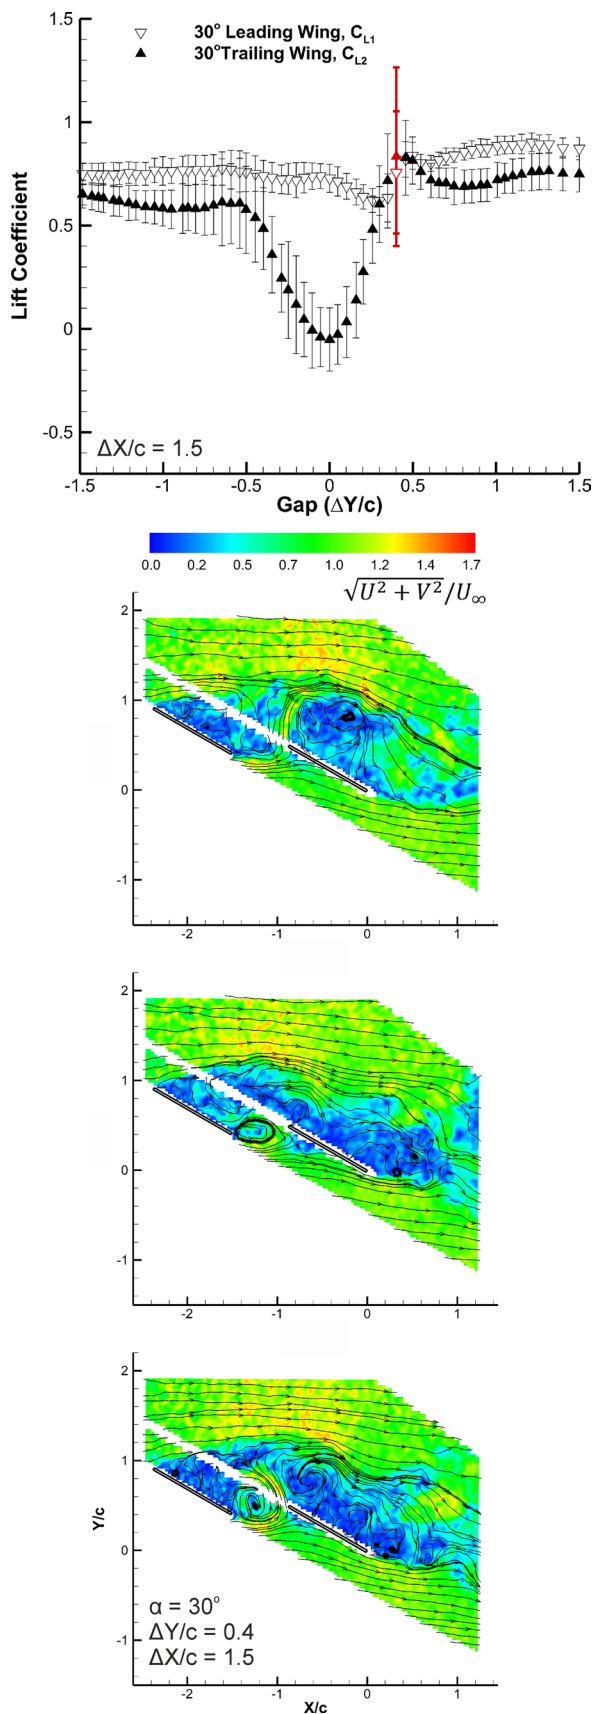 30° Leading Wing, C_L1
30°Trailing Wing, C_L2
1.5
1
0.5
0
-0.5
Lift Coefficient
ΔX/c = 1.5
-1.5 -1 -0.5 0 0.5 1 1.5
Gap (ΔY/c)
0.0 0.2 0.5 0.7 1.0 1.2 1.4 1.7
√U² + V²/U∞
2
1
0
-1
-2 -1 0 1
2
1
0
-1
-2 -1 0 1
2
1
0
-1
Y/c
α = 30°
ΔY/c = 0.4
ΔX/c = 1.5
-2 -1 0 1
X/c